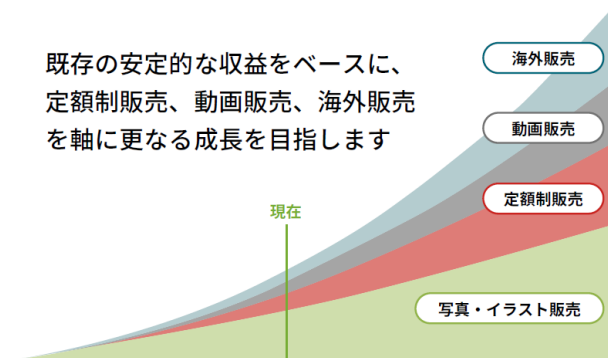 既存の安定的な収益をベースに、
定額制販売、動画販売、海外販売
を軸に更なる成長を目指します
海外販売
動画販売
定額制販売
現在
写真・イラスト販売